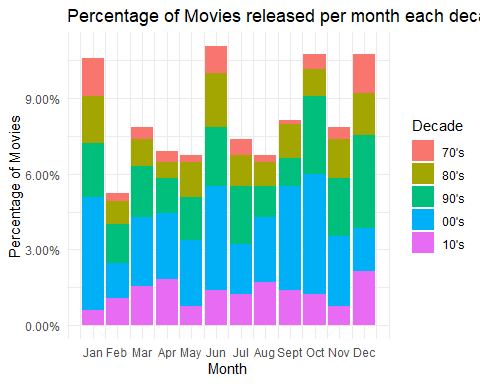 Percentage of Movies released per month each deca
Percentage of Movies
9.00%
6.00%
3.00%
0.00%
Jan Feb Mar Apr May Jun Jul Aug Sept Oct Nov Dec
Month
Decade
70's
80's
90's
00's
10's